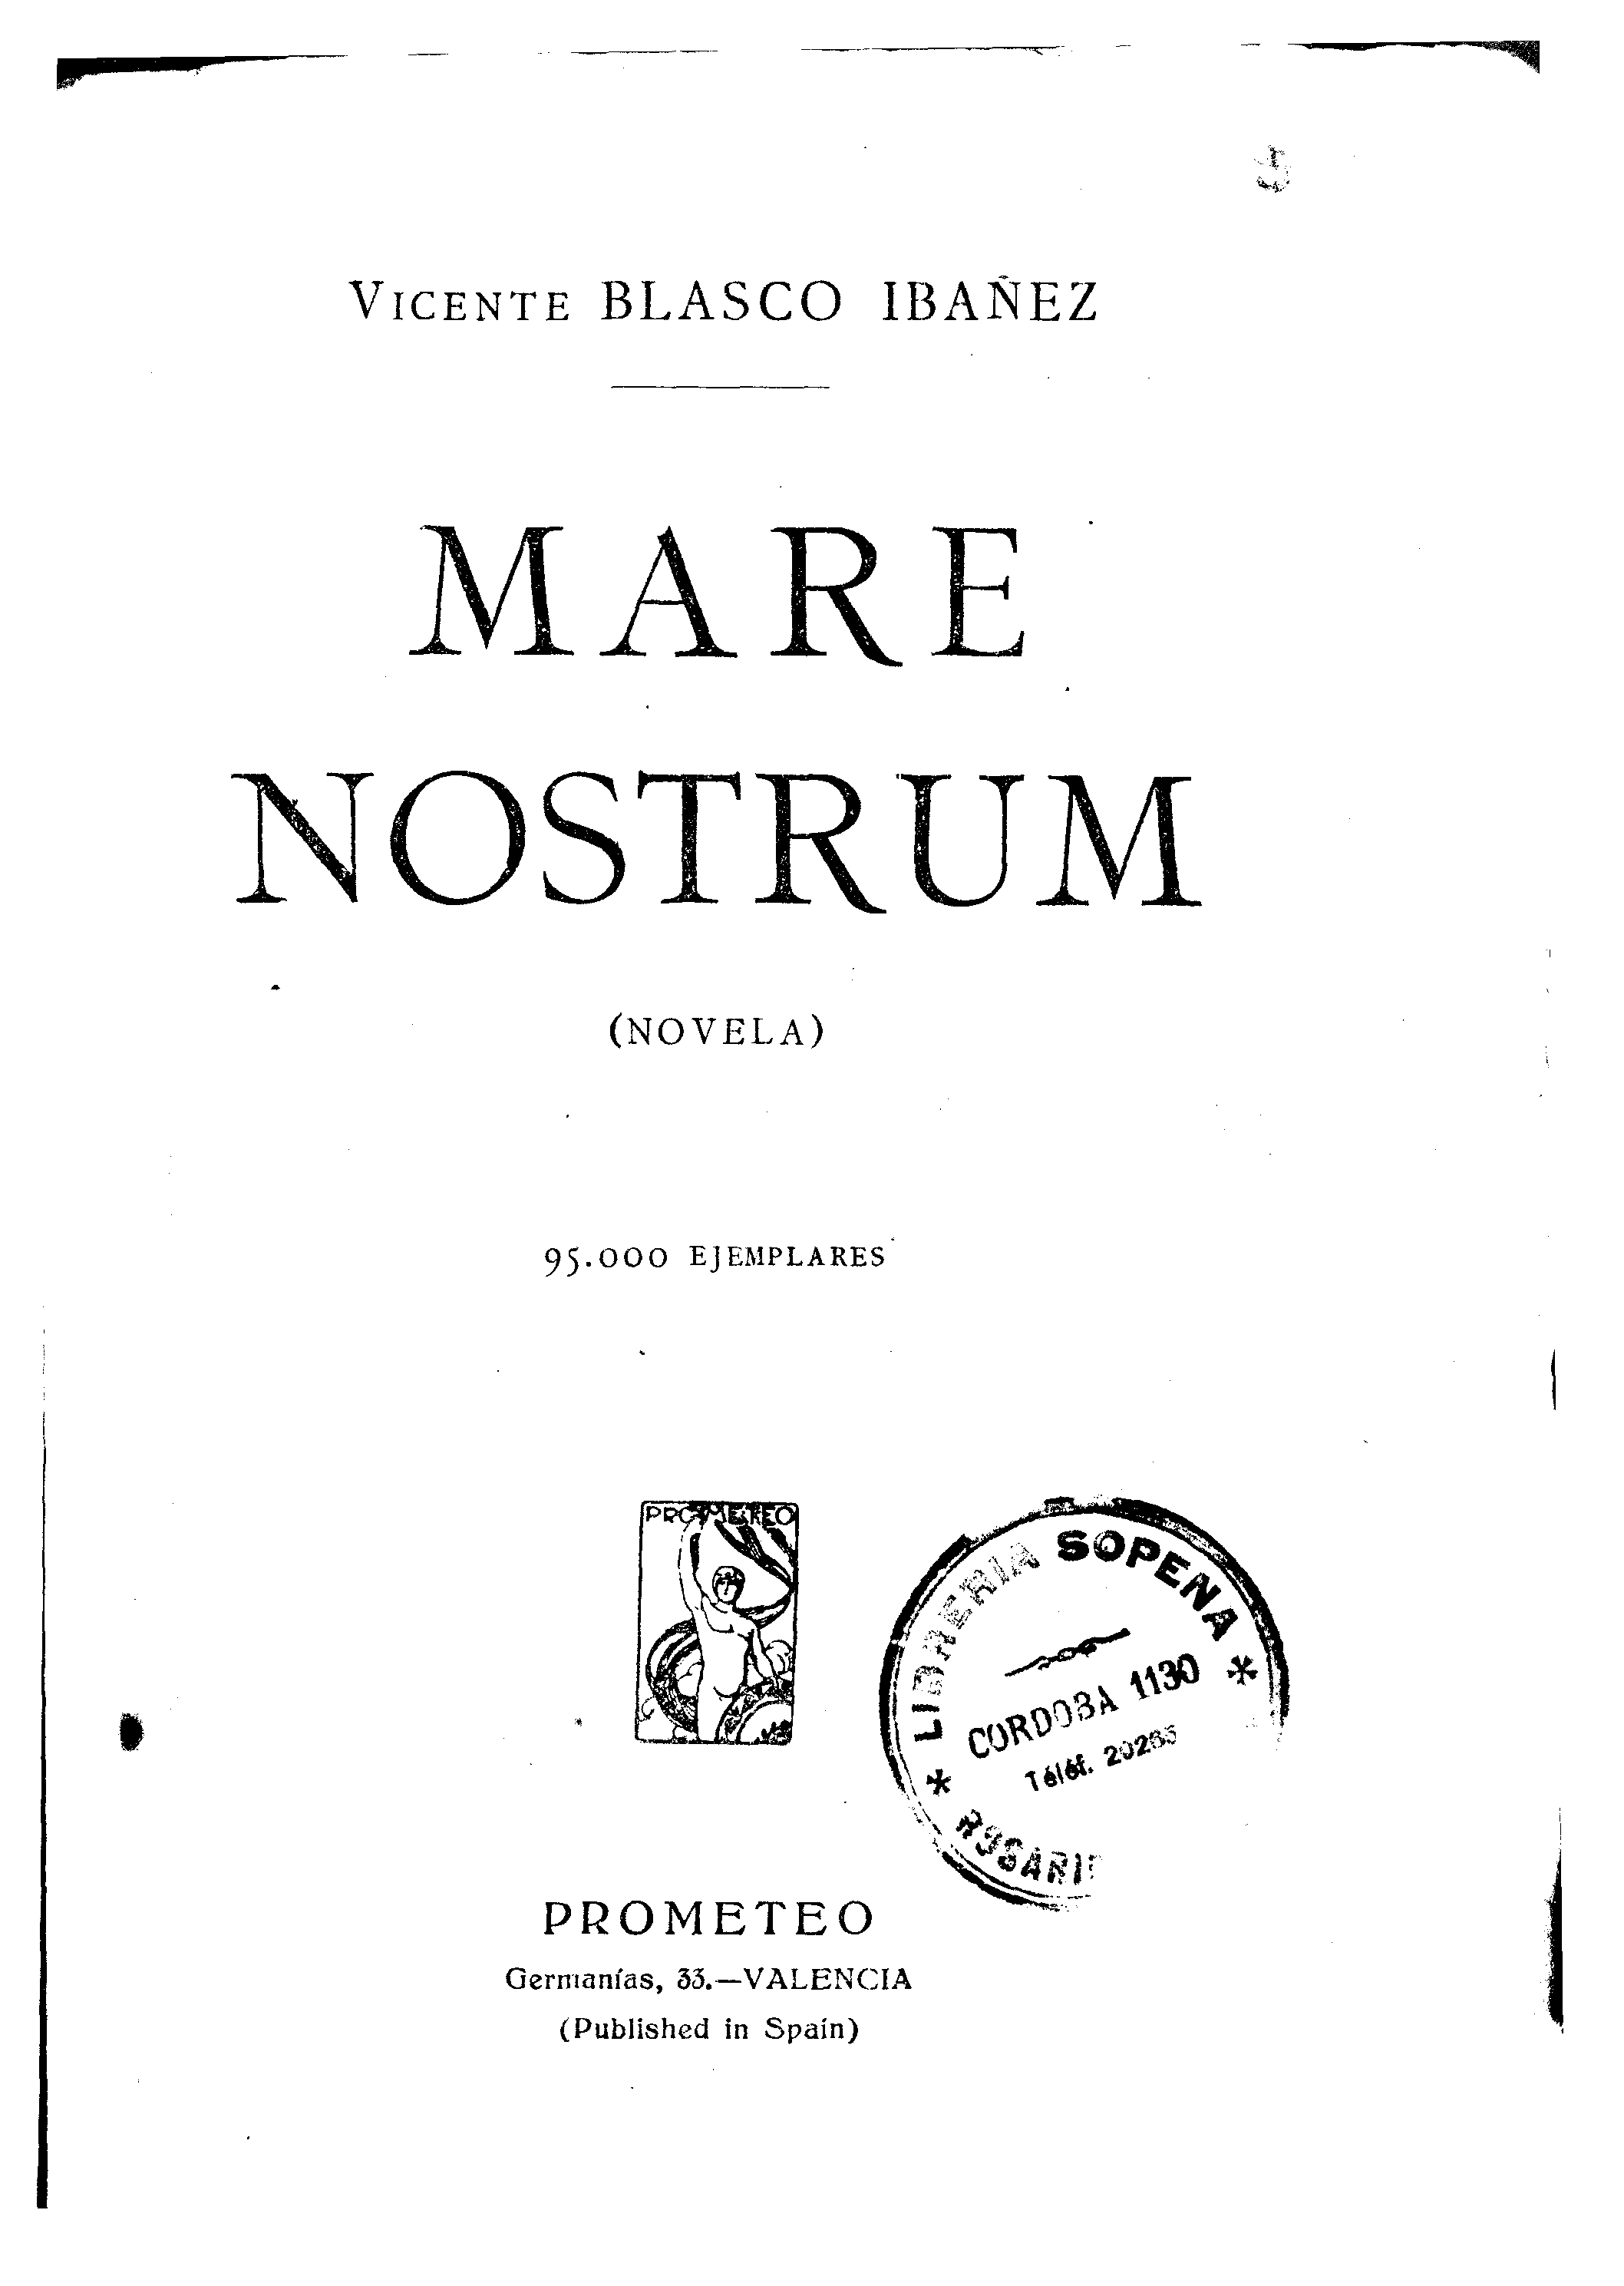 VICENTE BLASCO IBAÑEZ
MARE
NOSTRUM
(NOVELA)
95.000 EJEMPLARES
PROMETEO
* LIBRERIA SOPENA *
CORDOBA 1130
Teléf.
PROMETEO
Germanías, 33.—VALENCIA
(Published in Spain)